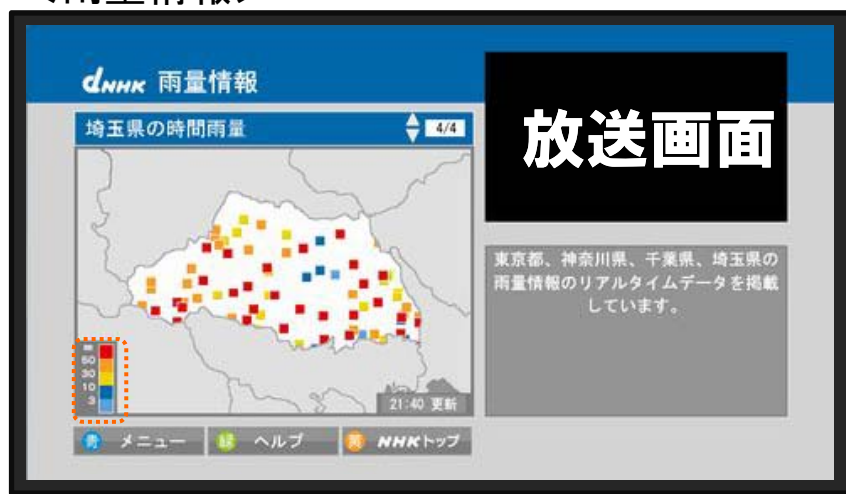 dNHK 雨量情報
放送画面
埼玉県の時間雨量
4/4
東京都、神奈川県、千葉県、埼玉県の
雨量情報のリアルタイムデータを掲載
しています。
50
30
10
3
21:40 更新
青 メニュー
緑 ヘルプ
黄 NHKトップ